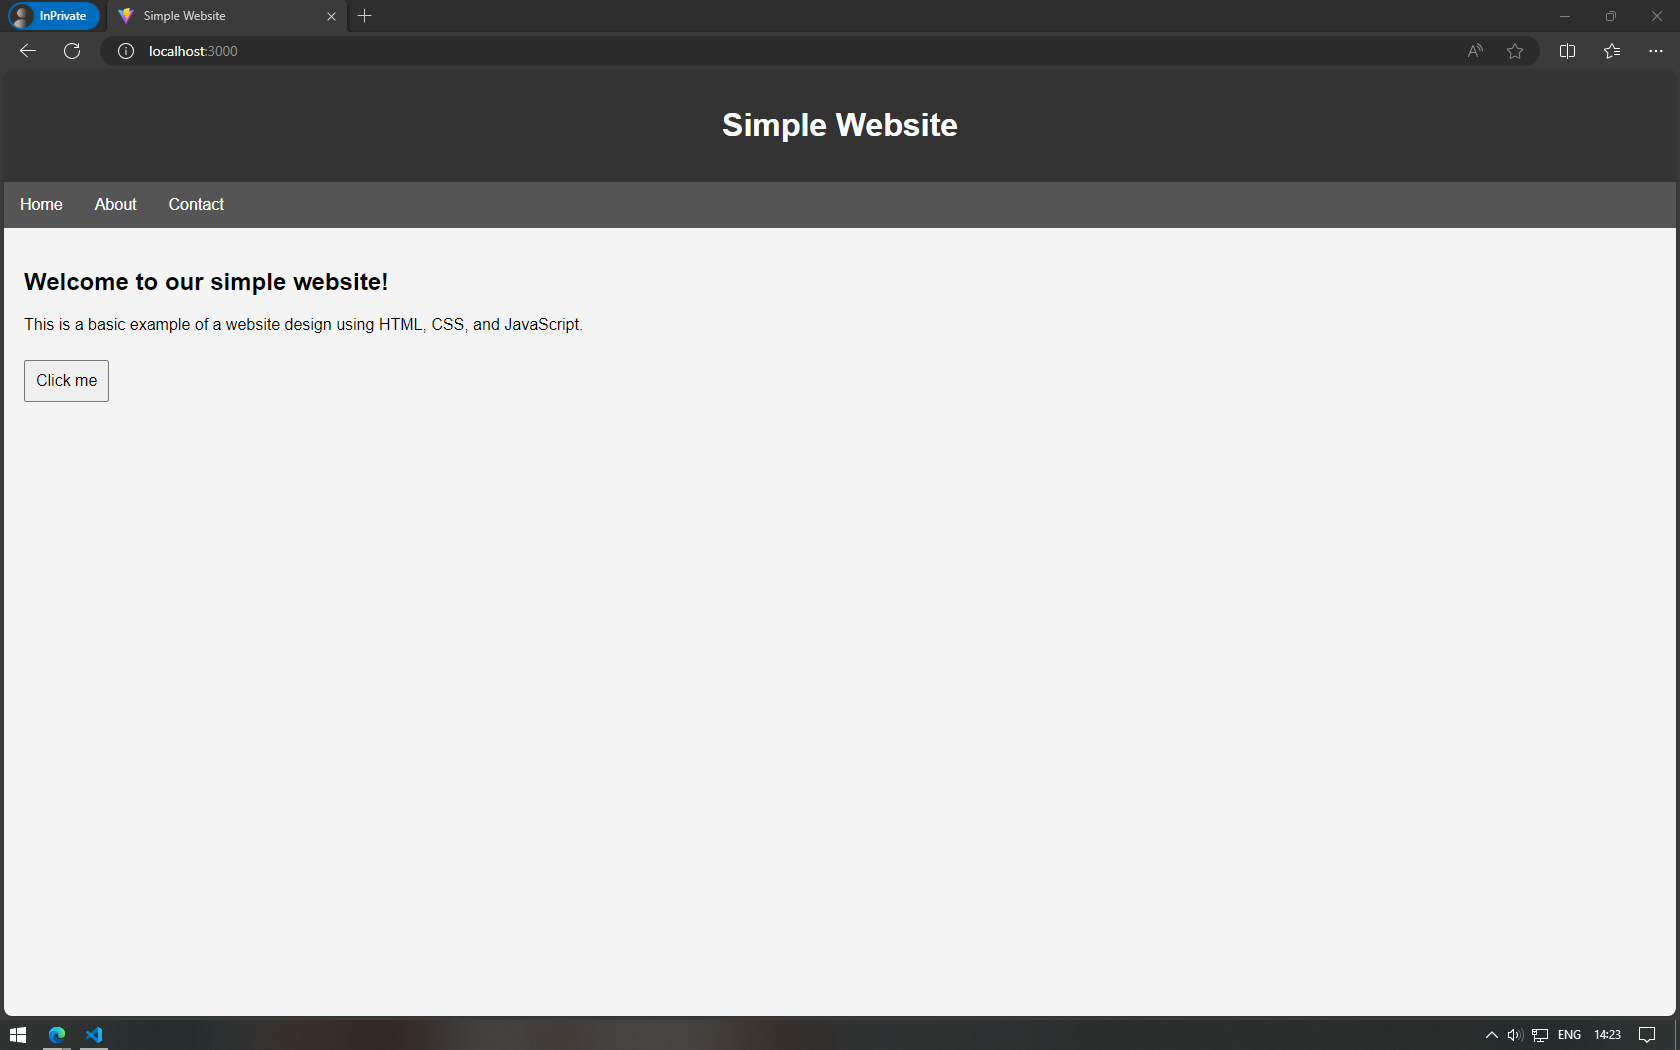 InPrivate
Simple Website
localhost:3000
Simple Website
Home About Contact
Welcome to our simple website!
This is a basic example of a website design using HTML, CSS, and JavaScript.
Click me
ENG 14:23